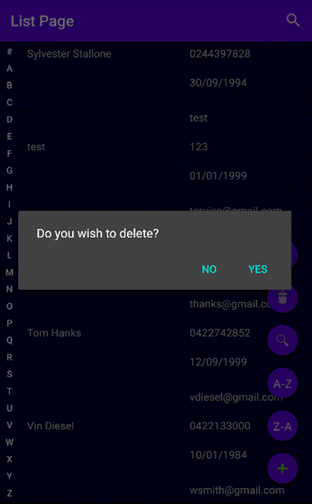 List Page
#
A
B
C
D
E
F
G
H
I
J
K
L
M
N
O
P
Q
R
S
T
U
V
W
X
Y
Z
Sylvester Stallone 0244397828
30/09/1994
test
test 123
01/01/1999
Do you wish to delete?
NO YES
thanks@gmail.co
Tom Hanks 0422742852
12/09/1999
vdiesel@gmail.com
Vin Diesel 0422133000
10/01/1984
wsmith@gmail.com
A-Z
Z-A